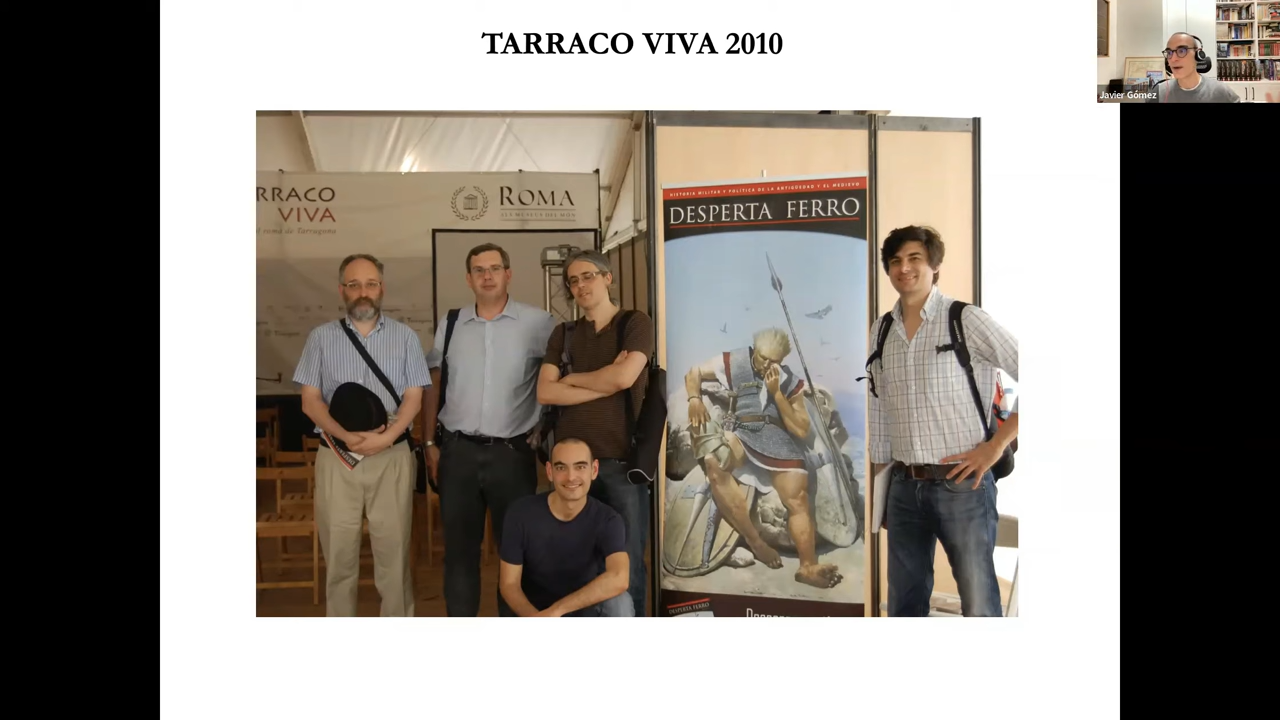 TARRACO VIVA 2010
Javier Gómez
RRACO
VIVA
ROMA
HISTORIA MILITAR Y POLÍTICA DE LA ANTIGÜEDAD Y EL MEDIEVO
DESPERTA FERRO
DESPERTA FERRO